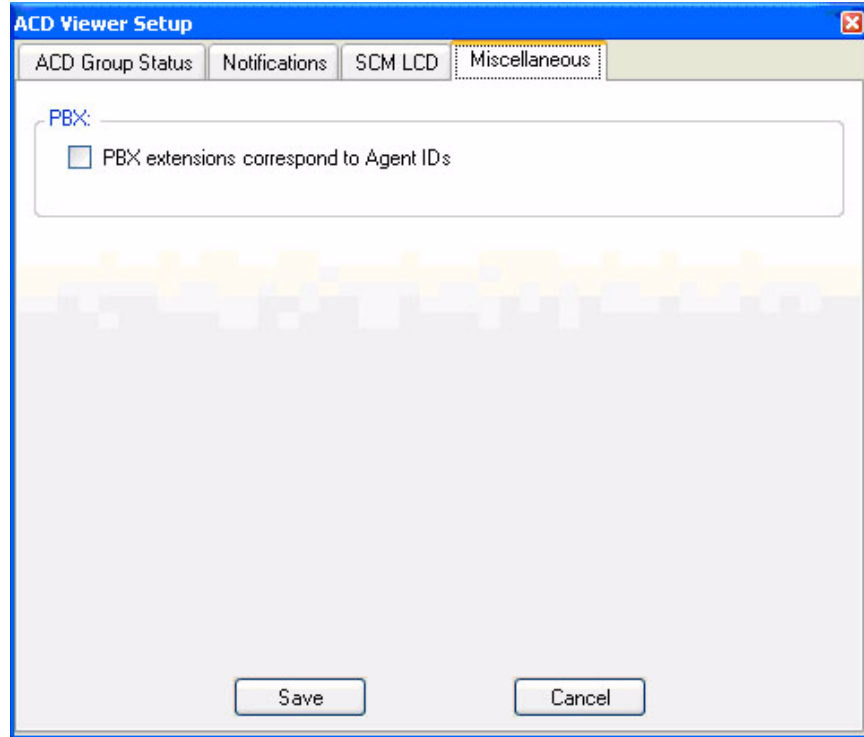 ACD Viewer Setup
ACD Group Status Notifications SCM LCD Miscellaneous
PBX:
PBX extensions correspond to Agent IDs
Save Cancel